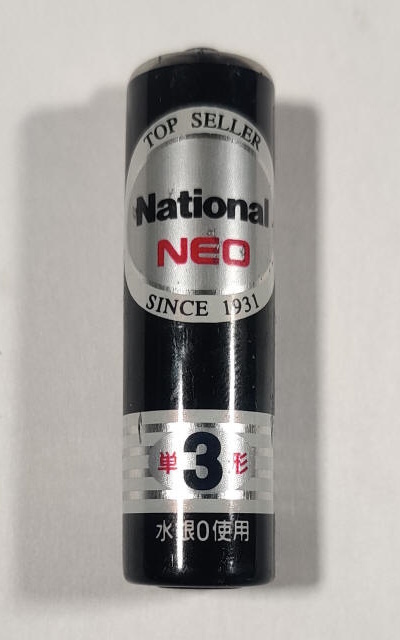 TOP SELLER
National
NEO
SINCE 1931
単3形
水銀0使用